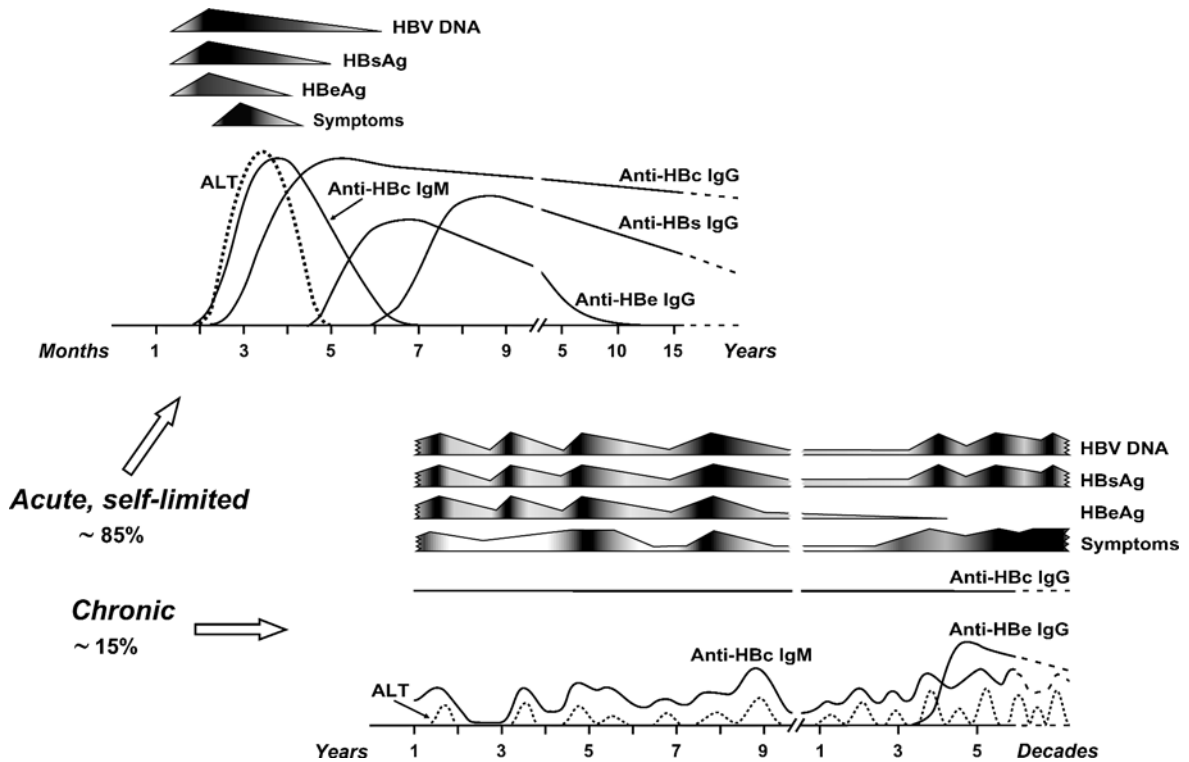 HBV DNA
HBsAg
HBeAg
Symptoms
ALT
Anti-HBc IgM
Anti-HBc IgG
Anti-HBs IgG
Anti-HBe IgG
Months 1 3 5 7 9 5 10 15 Years
Acute, self-limited
~ 85%
HBV DNA
HBsAg
HBeAg
Symptoms
Anti-HBc IgG
Chronic
~ 15%
Anti-HBe IgG
Anti-HBc IgM
ALT
Years 1 3 5 7 9 1 3 5 Decades